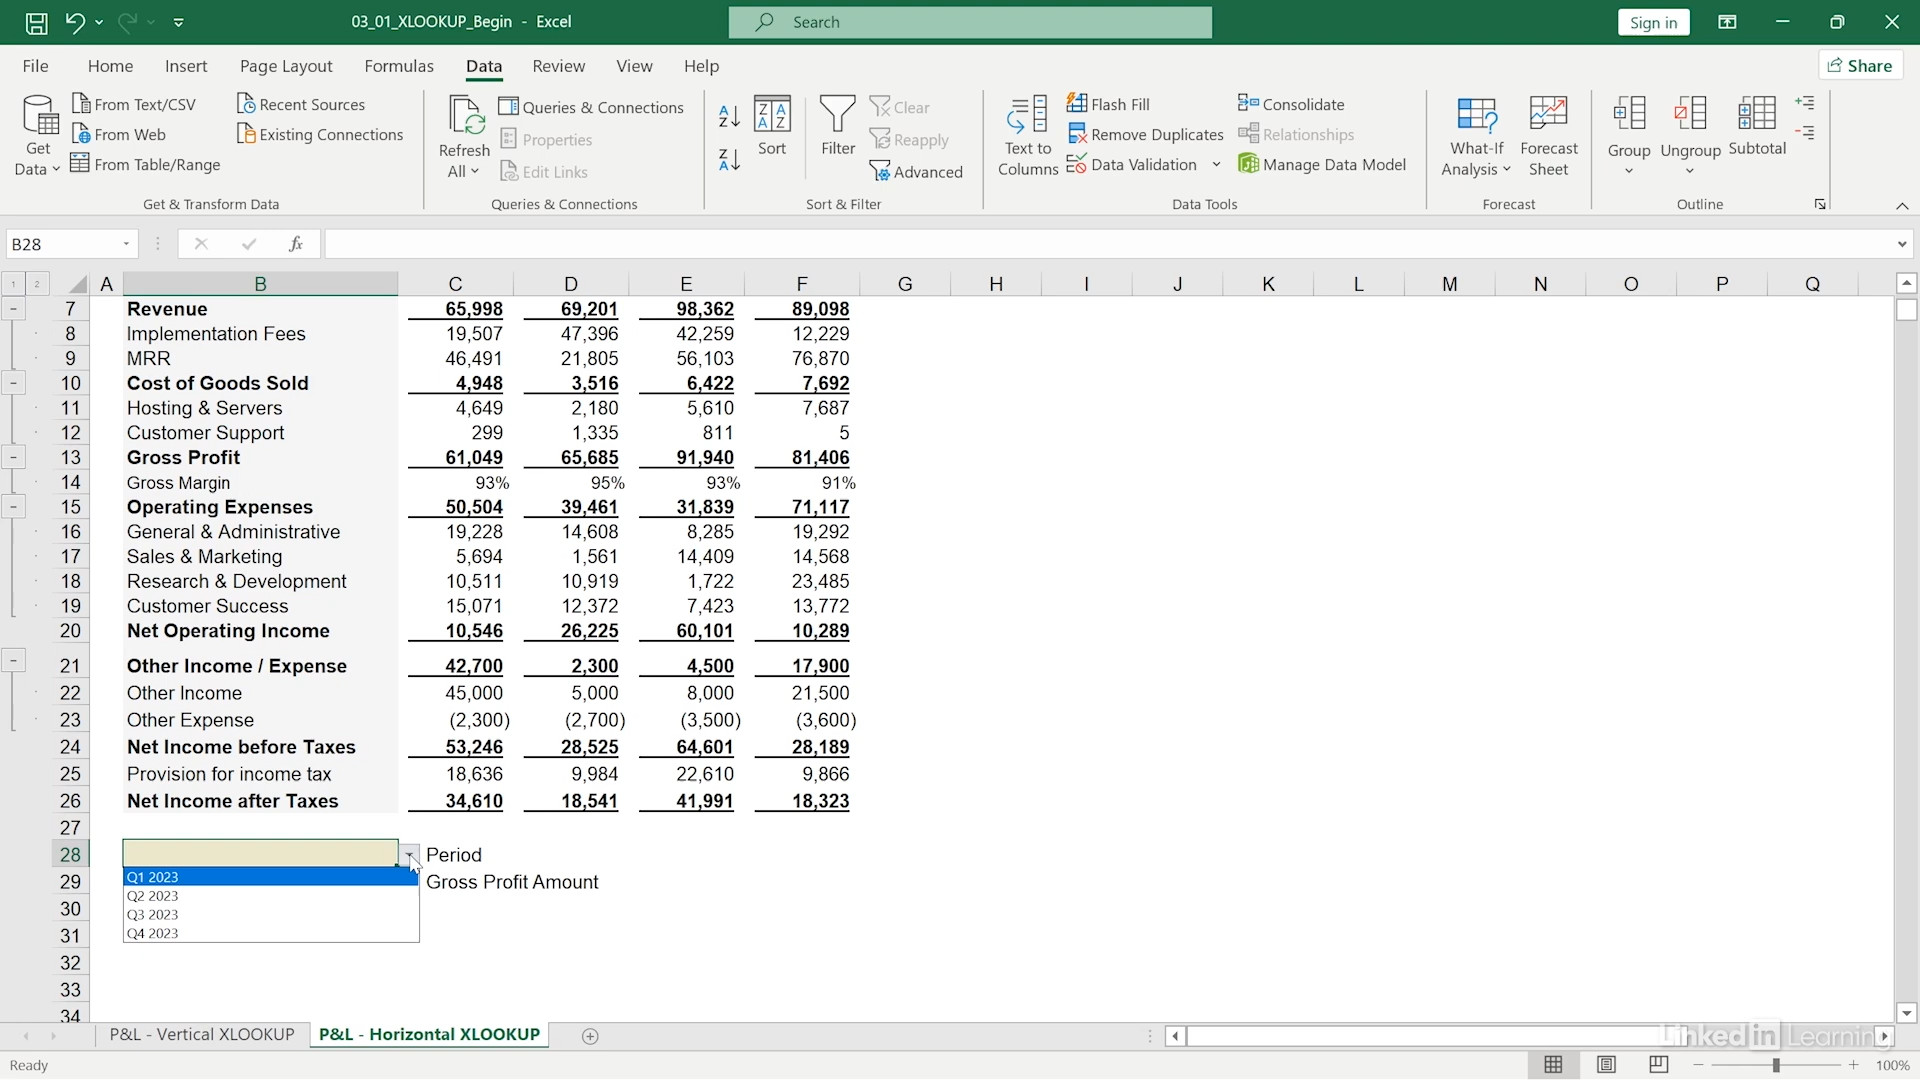 03_01_XLOOKUP_Begin - Excel
Search
Sign in
File Home Insert Page Layout Formulas Data Review View Help
Share
Get Data
From Text/CSV
From Web
From Table/Range
Recent Sources
Existing Connections
Get & Transform Data
Refresh All
Queries & Connections
Properties
Edit Links
Queries & Connections
Sort
Filter
Clear
Reapply
Advanced
Sort & Filter
Text to Columns
Flash Fill
Remove Duplicates
Data Validation
Consolidate
Relationships
Manage Data Model
Data Tools
What-If Analysis
Forecast Sheet
Forecast
Group
Ungroup
Subtotal
Outline
B28
fx
1 2
A B C D E F G H I J K L M N O P Q
7 Revenue 65,998 69,201 98,362 89,098
8 Implementation Fees 19,507 47,396 42,259 12,229
9 MRR 46,491 21,805 56,103 76,870
10 Cost of Goods Sold 4,948 3,516 6,422 7,692
11 Hosting & Servers 4,649 2,180 5,610 7,687
12 Customer Support 299 1,335 811 5
13 Gross Profit 61,049 65,685 91,940 81,406
14 Gross Margin 93% 95% 93% 91%
15 Operating Expenses 50,504 39,461 31,839 71,117
16 General & Administrative 19,228 14,608 8,285 19,292
17 Sales & Marketing 5,694 1,561 14,409 14,568
18 Research & Development 10,511 10,919 1,722 23,485
19 Customer Success 15,071 12,372 7,423 13,772
20 Net Operating Income 10,546 26,225 60,101 10,289
21 Other Income / Expense 42,700 2,300 4,500 17,900
22 Other Income 45,000 5,000 8,000 21,500
23 Other Expense (2,300) (2,700) (3,500) (3,600)
24 Net Income before Taxes 53,246 28,525 64,601 28,189
25 Provision for income tax 18,636 9,984 22,610 9,866
26 Net Income after Taxes 34,610 18,541 41,991 18,323
27
28 Period
29 Q1 2023 Gross Profit Amount
Q2 2023
30 Q3 2023
31 Q4 2023
32
33
34
P&L - Vertical XLOOKUP P&L - Horizontal XLOOKUP
Linked in Learning
Ready
100%